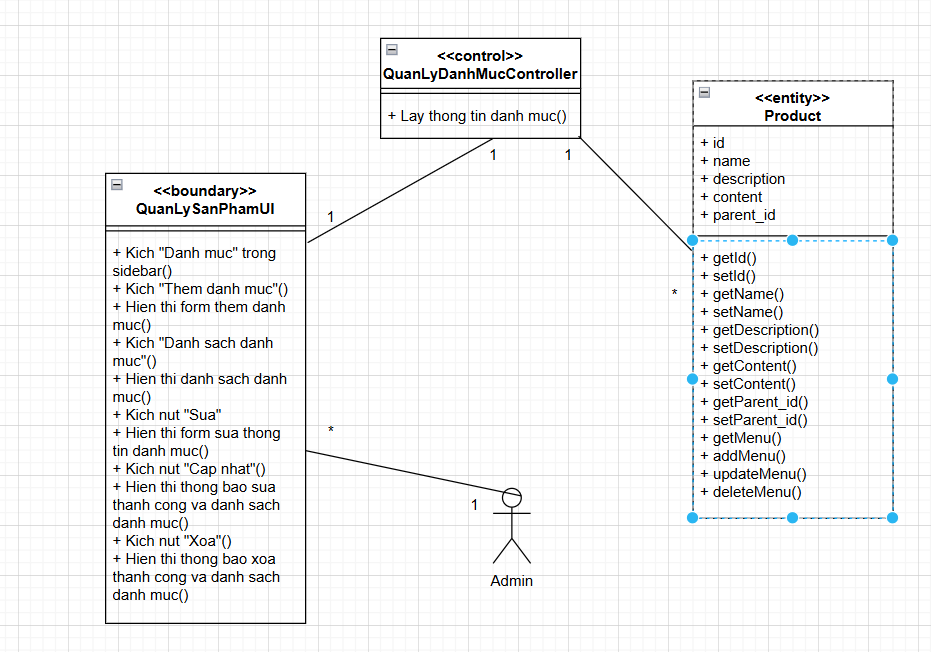 <<control>>
QuanLyDanhMucController
+ Lay thong tin danh muc()
1
1
<<entity>>
Product
+ id
+ name
+ description
+ content
+ parent_id
+ getId()
+ setId()
+ getName()
+ setName()
+ getDescription()
+ setDescription()
+ getContent()
+ setContent()
+ getParent_id()
+ setParent_id()
+ getMenu()
+ addMenu()
+ updateMenu()
+ deleteMenu()
*
<<boundary>>
QuanLySanPhamUI
+ Kich "Danh muc" trong
sidebar()
+ Kich "Them danh muc"()
+ Hien thi form them danh
muc()
+ Kich "Danh sach danh
muc"()
+ Hien thi danh sach danh
muc()
+ Kich nut "Sua"
+ Hien thi form sua thong
tin danh muc()
+ Kich nut "Cap nhat"()
+ Hien thi thong bao sua
thanh cong va danh sach
danh muc()
+ Kich nut "Xoa"()
+ Hien thi thong bao xoa
thanh cong va danh sach
danh muc()
1
*
1
Admin